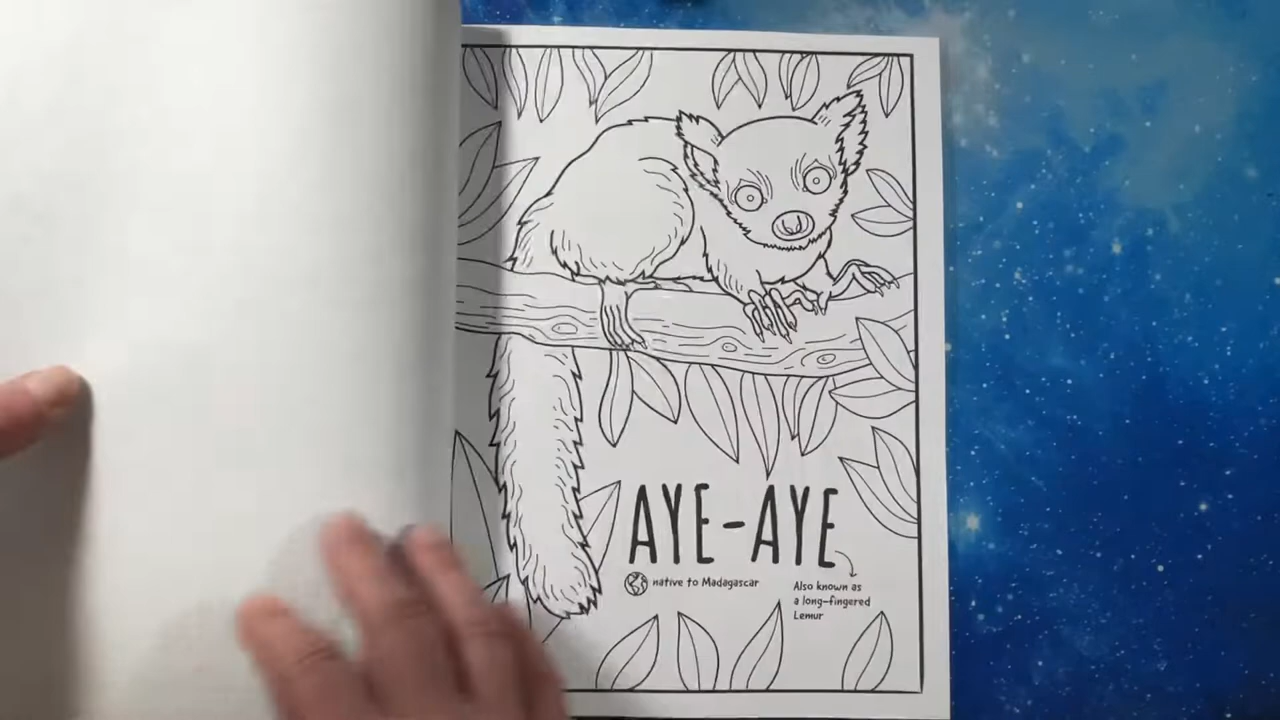 AYE-AYE
native to Madagascar
Also known as
a long-fingered
Lemur